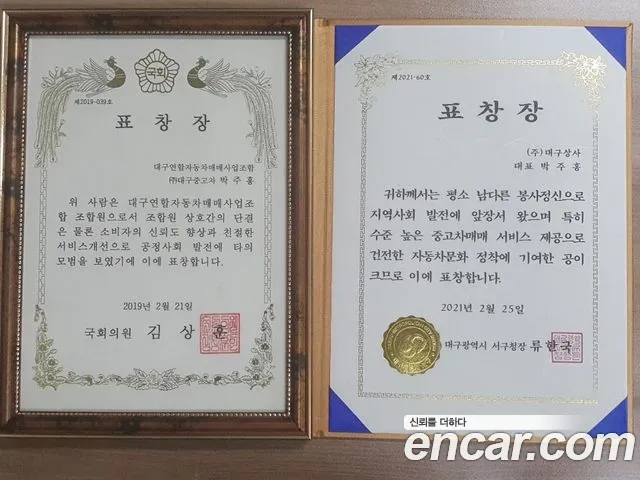 국회
제2019-039호
표창장
대구연합자동차매매사업조합
㈜대구중고차 박주홍
위 사람은 대구연합자동차매매사업조
합 조합원으로서 조합원 상호간의 단결
은 물론 소비자의 신뢰도 향상과 친절한
서비스개선으로 공정사회 발전에 타의
모범을 보였기에 이에 표창합니다.
2019년 2월 21일
국회의원 김상훈
제2021-60호
표창장
(주)대구상사
대표 박주홍
귀하께서는 평소 남다른 봉사정신으로
지역사회 발전에 앞장서 왔으며 특히
수준 높은 중고차매매 서비스 제공으로
건전한 자동차문화 정착에 기여한 공이
크므로 이에 표창합니다.
2021년 2월 25일
대구광역시 서구청장 류한국
신뢰를 더하다
encar.com